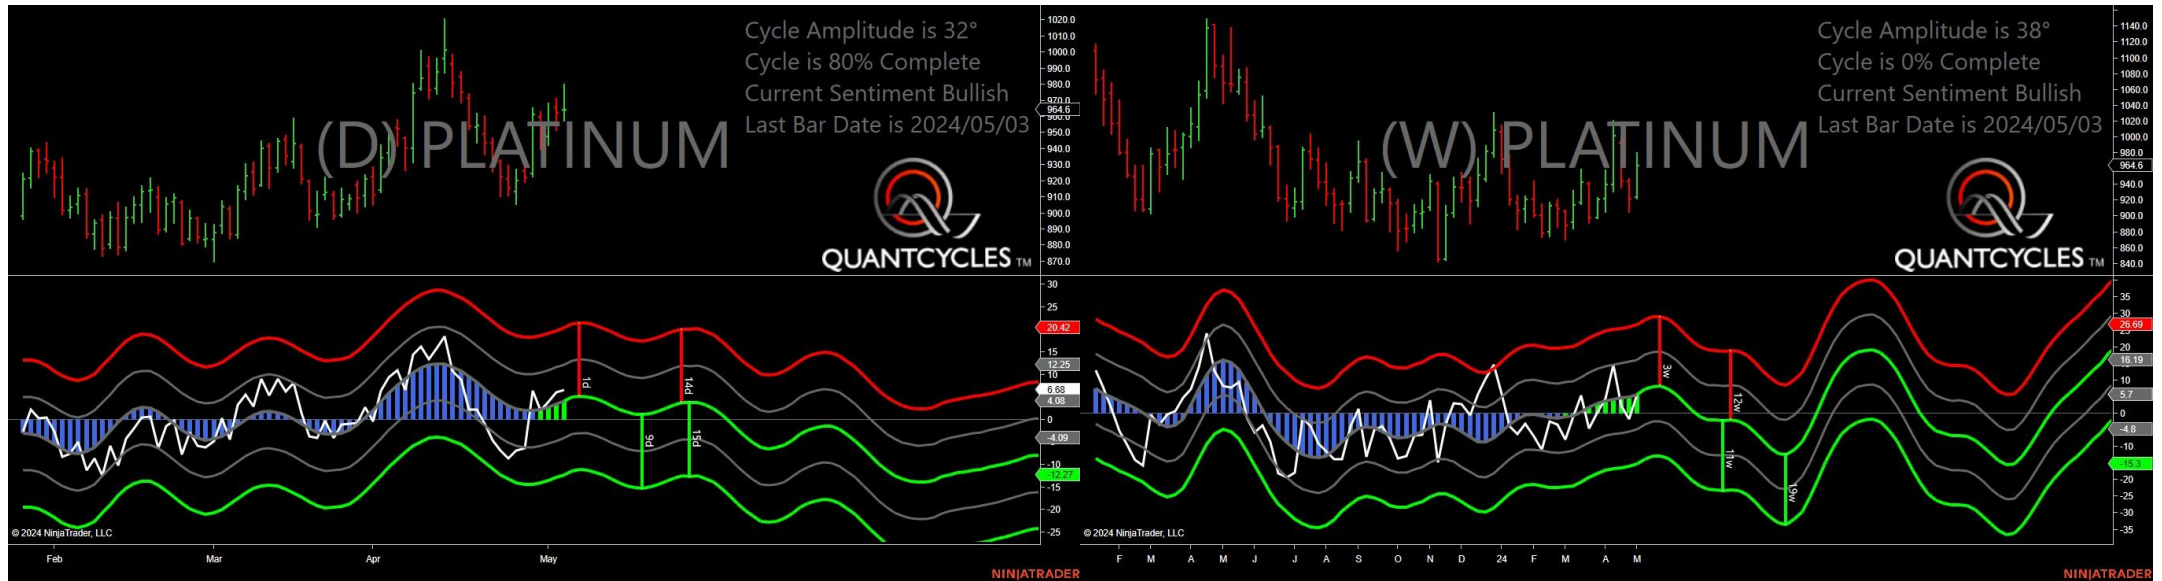 Cycle Amplitude is 32°
Cycle is 80% Complete
Current Sentiment Bullish
Last Bar Date is 2024/05/03
(D) PLATINUM
QUANTCYCLES TM
1020.0
1010.0
1000.0
990.0
980.0
970.0
964.6
960.0
950.0
940.0
930.0
920.0
910.0
900.0
890.0
880.0
870.0
30
25
20.42
15
12.25
10
6.68
4.08
0
-4.09
-10
-12.27
-15
-20
-25
1d
14d
9d
15d
© 2024 NinjaTrader, LLC
Feb
Mar
Apr
May
NINJATRADER
Cycle Amplitude is 38°
Cycle is 0% Complete
Current Sentiment Bullish
Last Bar Date is 2024/05/03
(W) PLATINUM
QUANTCYCLES TM
1140.0
1120.0
1100.0
1080.0
1060.0
1040.0
1020.0
1000.0
980.0
964.6
940.0
920.0
900.0
880.0
860.0
840.0
35
30
26.69
20
16.19
10
5.7
0
-4.8
-10
-15.3
-20
-25
-30
-35
3w
12w
11w
19w
© 2024 NinjaTrader, LLC
F
M
A
M
J
J
A
S
O
N
D
24
F
M
A
M
NINJATRADER